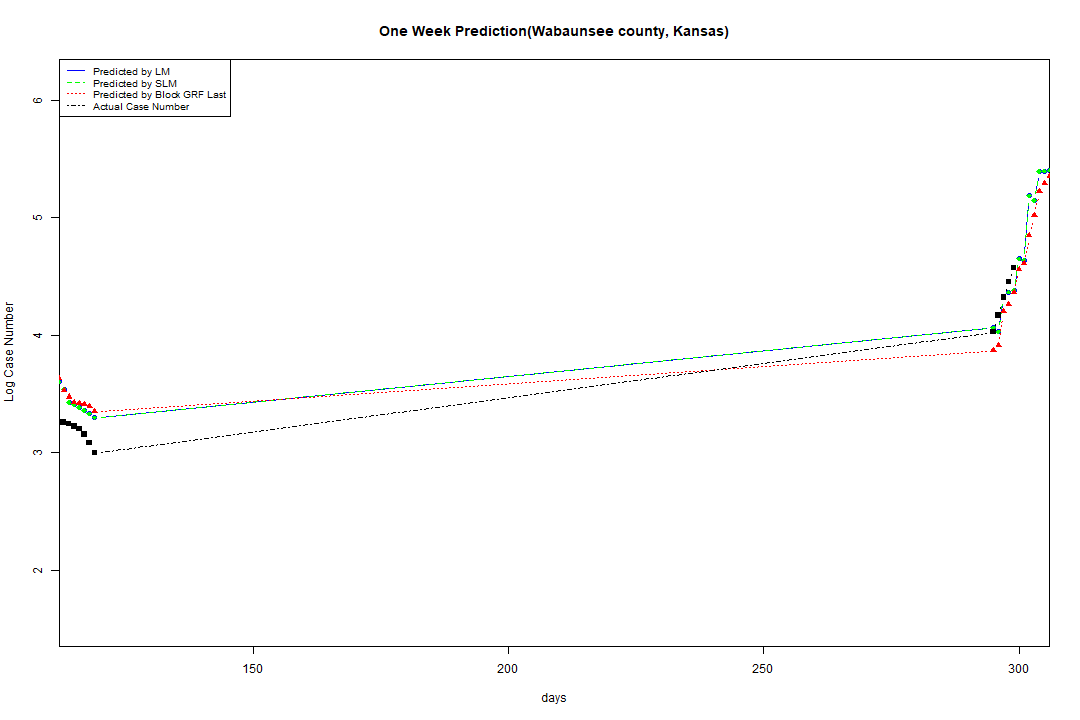 One Week Prediction(Wabaunsee county, Kansas)
Predicted by LM
Predicted by SLM
Predicted by Block GRF Last
Actual Case Number
6
5
4
3
2
Log Case Number
150 200 250 300
days